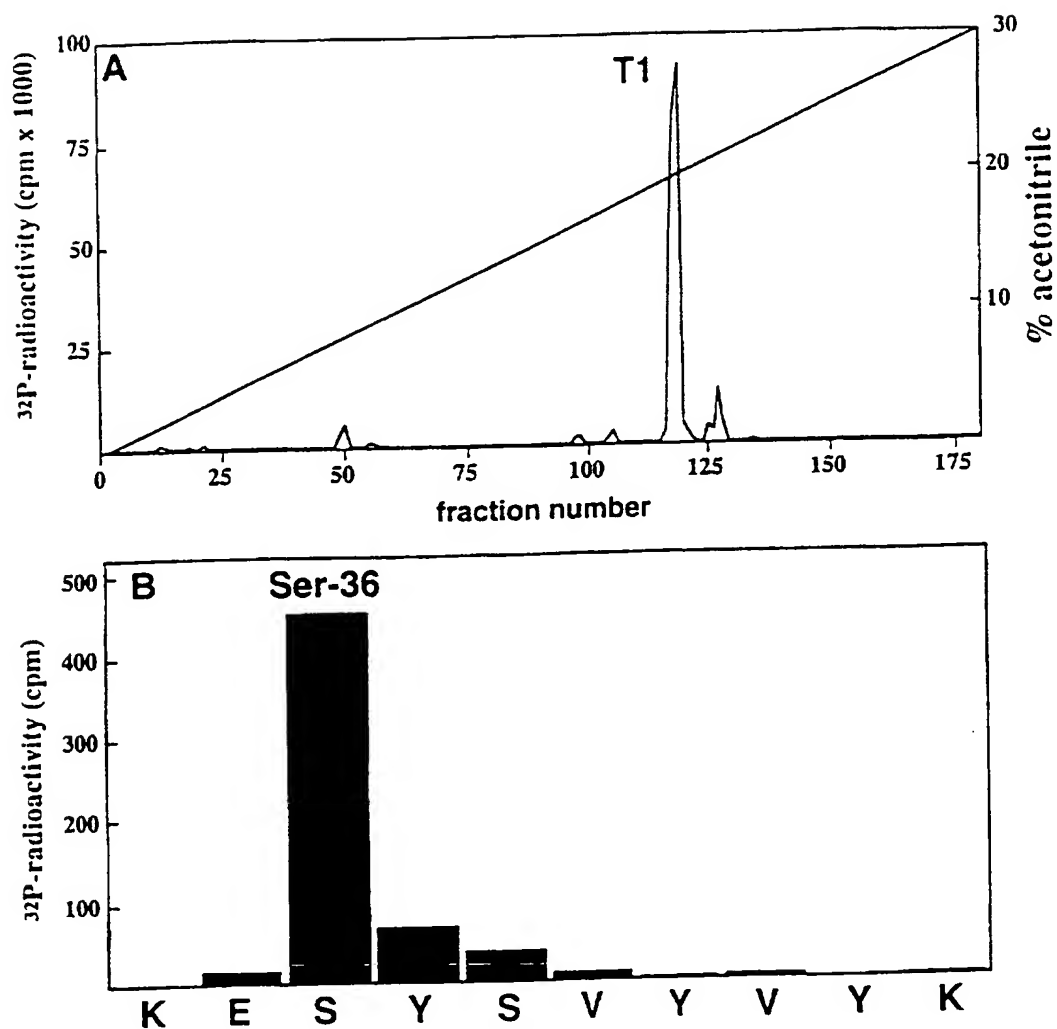 A
T1
100
75
50
25
30
20
10
³²P-radioactivity (cpm x 1000)
% acetonitrile
0 25 50 75 100 125 150 175
fraction number
B
Ser-36
500
400
300
200
100
³²P-radioactivity (cpm)
K E S Y S V Y V Y K